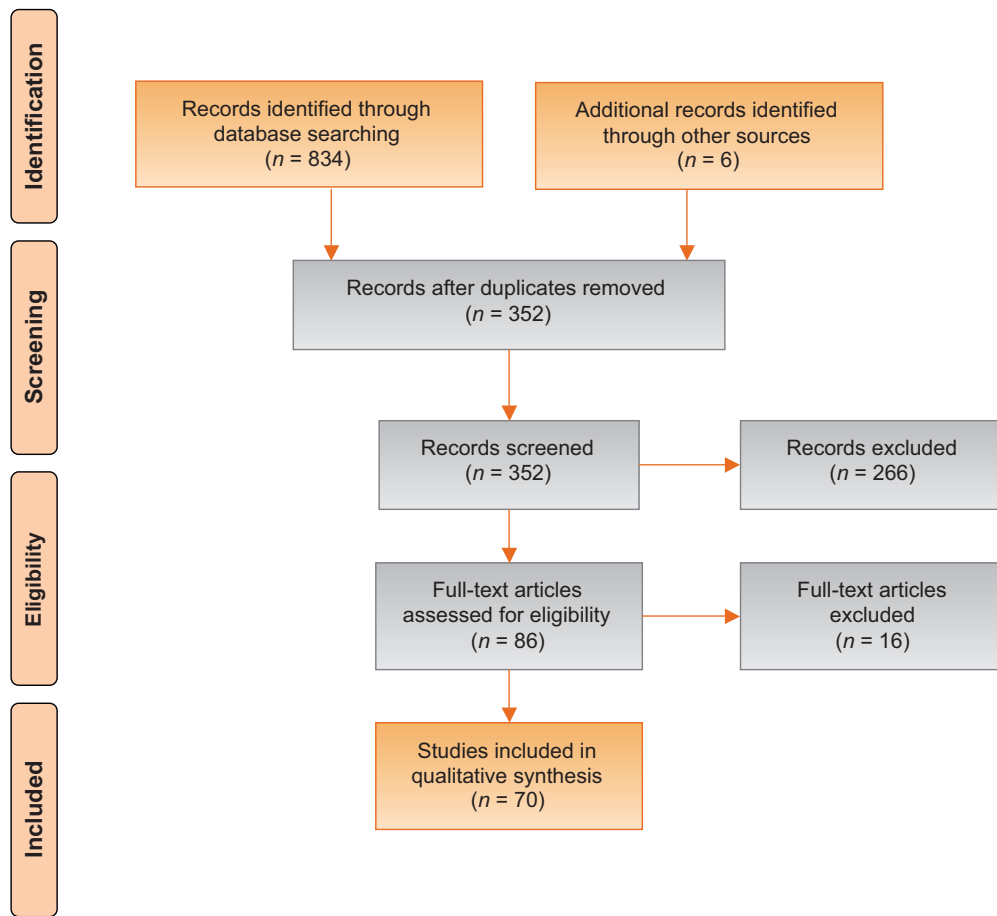 Identification
Records identified through
database searching
(n = 834)
Additional records identified
through other sources
(n = 6)
Screening
Records after duplicates removed
(n = 352)
Records screened
(n = 352)
Records excluded
(n = 266)
Eligibility
Full-text articles
assessed for eligibility
(n = 86)
Full-text articles
excluded
(n = 16)
Included
Studies included in
qualitative synthesis
(n = 70)